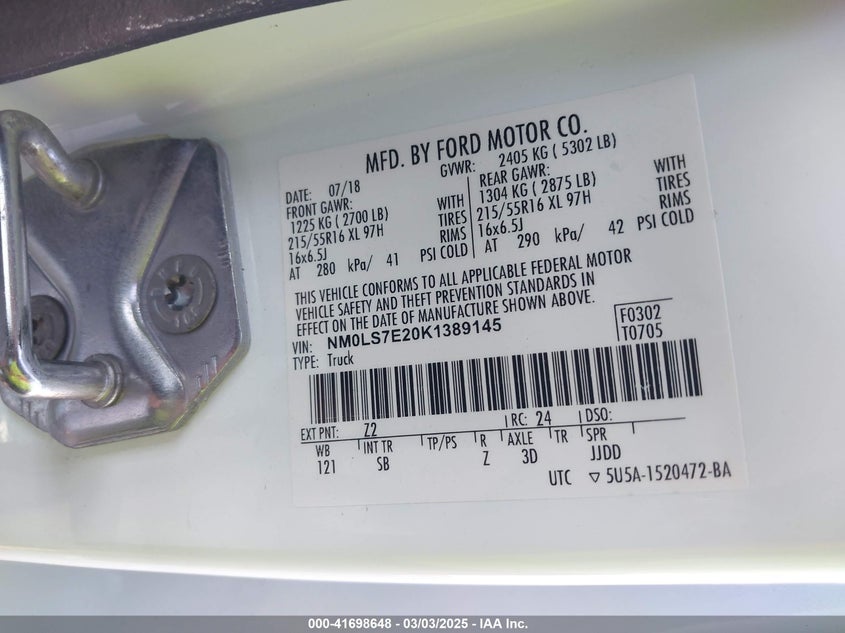 MFD. BY FORD MOTOR CO.
DATE: 07/18 GVWR: 2405 KG ( 5302 LB)
FRONT GAWR: REAR GAWR:
1225 KG ( 2700 LB) WITH 1304 KG ( 2875 LB) WITH
215/55R16 XL 97H TIRES 215/55R16 XL 97H TIRES
16x6.5J RIMS 16x6.5J RIMS
AT 280 kPa/ 41 PSI COLD AT 290 kPa/ 42 PSI COLD
THIS VEHICLE CONFORMS TO ALL APPLICABLE FEDERAL MOTOR
VEHICLE SAFETY AND THEFT PREVENTION STANDARDS IN
EFFECT ON THE DATE OF MANUFACTURE SHOWN ABOVE.
VIN: NM0LS7E20K1389145 F0302
TYPE: Truck T0705
EXT PNT: Z2 RC: 24 DSO:
WB INT TR TP/PS R AXLE TR SPR
121 SB Z 3D JJDD
UTC ▽ 5U5A-1520472-BA
000-41698648 - 03/03/2025 - IAA Inc.